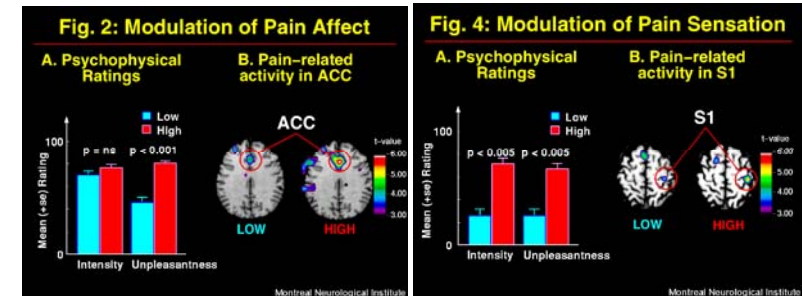 Fig. 2: Modulation of Pain Affect
A. Psychophysical
Ratings
B. Pain-related
activity in ACC
Low
High
100
p = ns
p < 0.001
Mean (+se) Rating
0
Intensity
Unpleasantness
ACC
t-value
6.00
5.00
4.00
3.00
LOW
HIGH
Montreal Neurological Institute
Fig. 4: Modulation of Pain Sensation
A. Psychophysical
Ratings
B. Pain-related
activity in S1
Low
High
100
p < 0.005
p < 0.005
Mean (+se) Rating
0
Intensity
Unpleasantness
S1
t-value
6.00
5.00
4.00
3.00
LOW
HIGH
Montreal Neurological Institute